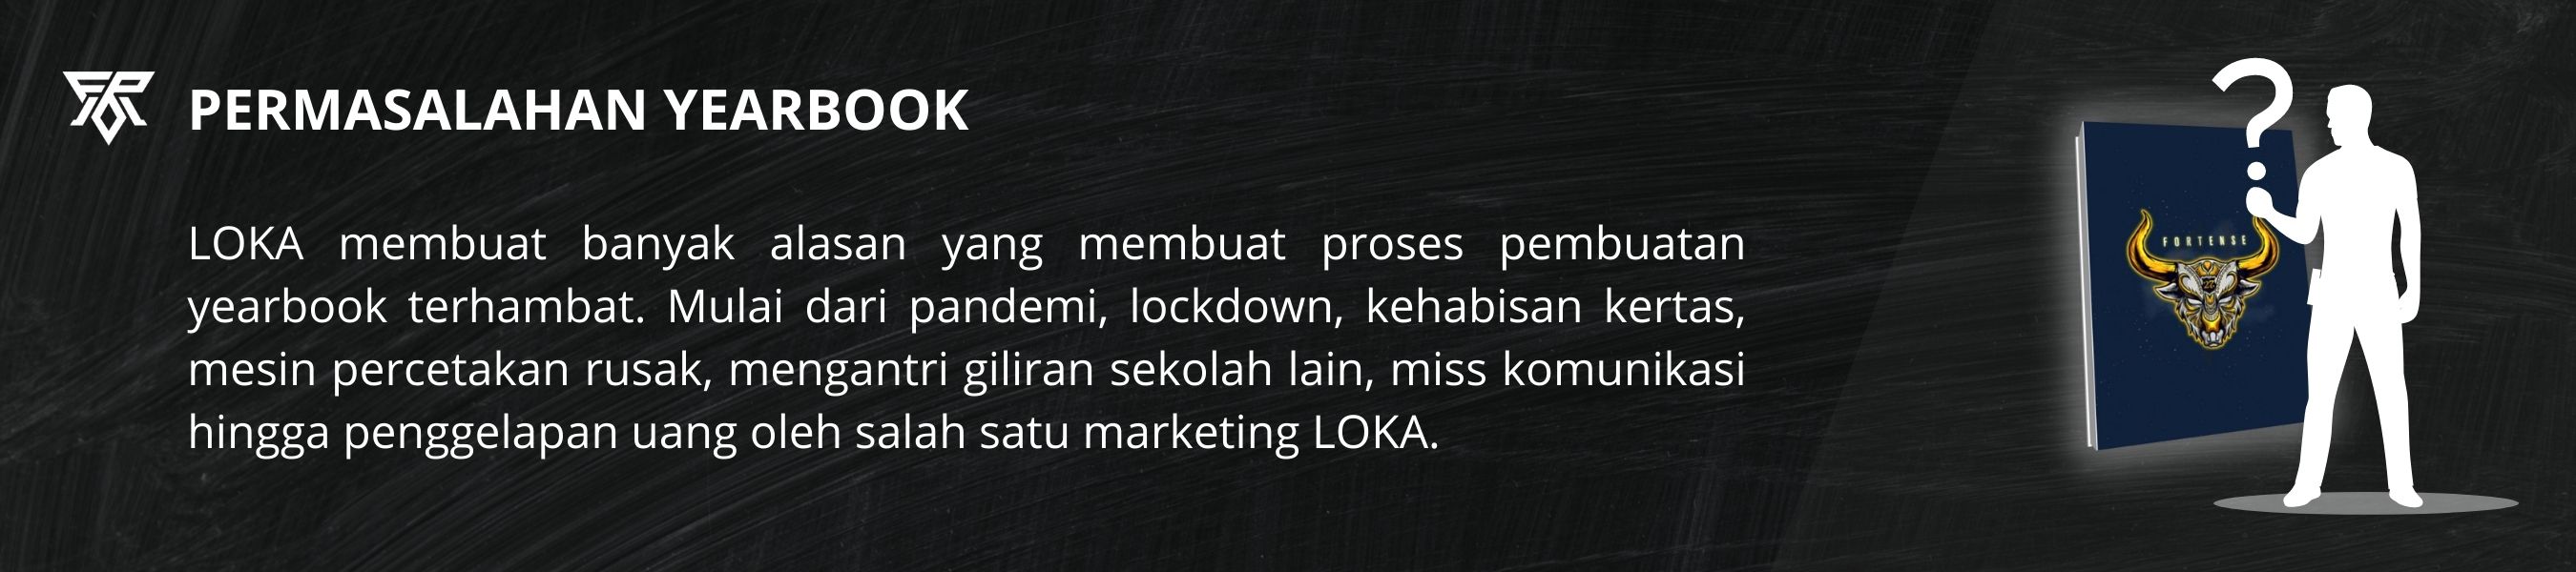 PERMASALAHAN YEARBOOK
LOKA membuat banyak alasan yang membuat proses pembuatan
yearbook terhambat. Mulai dari pandemi, lockdown, kehabisan kertas,
mesin percetakan rusak, mengantri giliran sekolah lain, miss komunikasi
hingga penggelapan uang oleh salah satu marketing LOKA.
?
FORTENSE